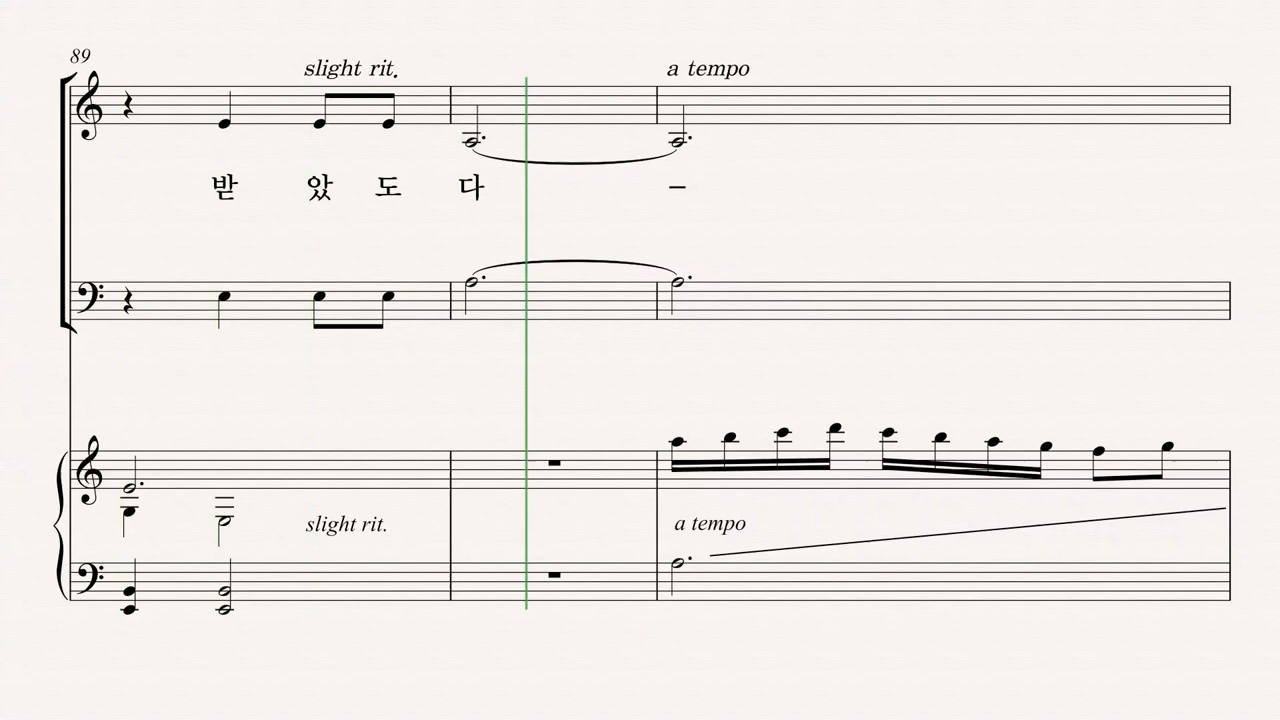 89
slight rit.
a tempo
받 았 도 다 –
slight rit.
a tempo